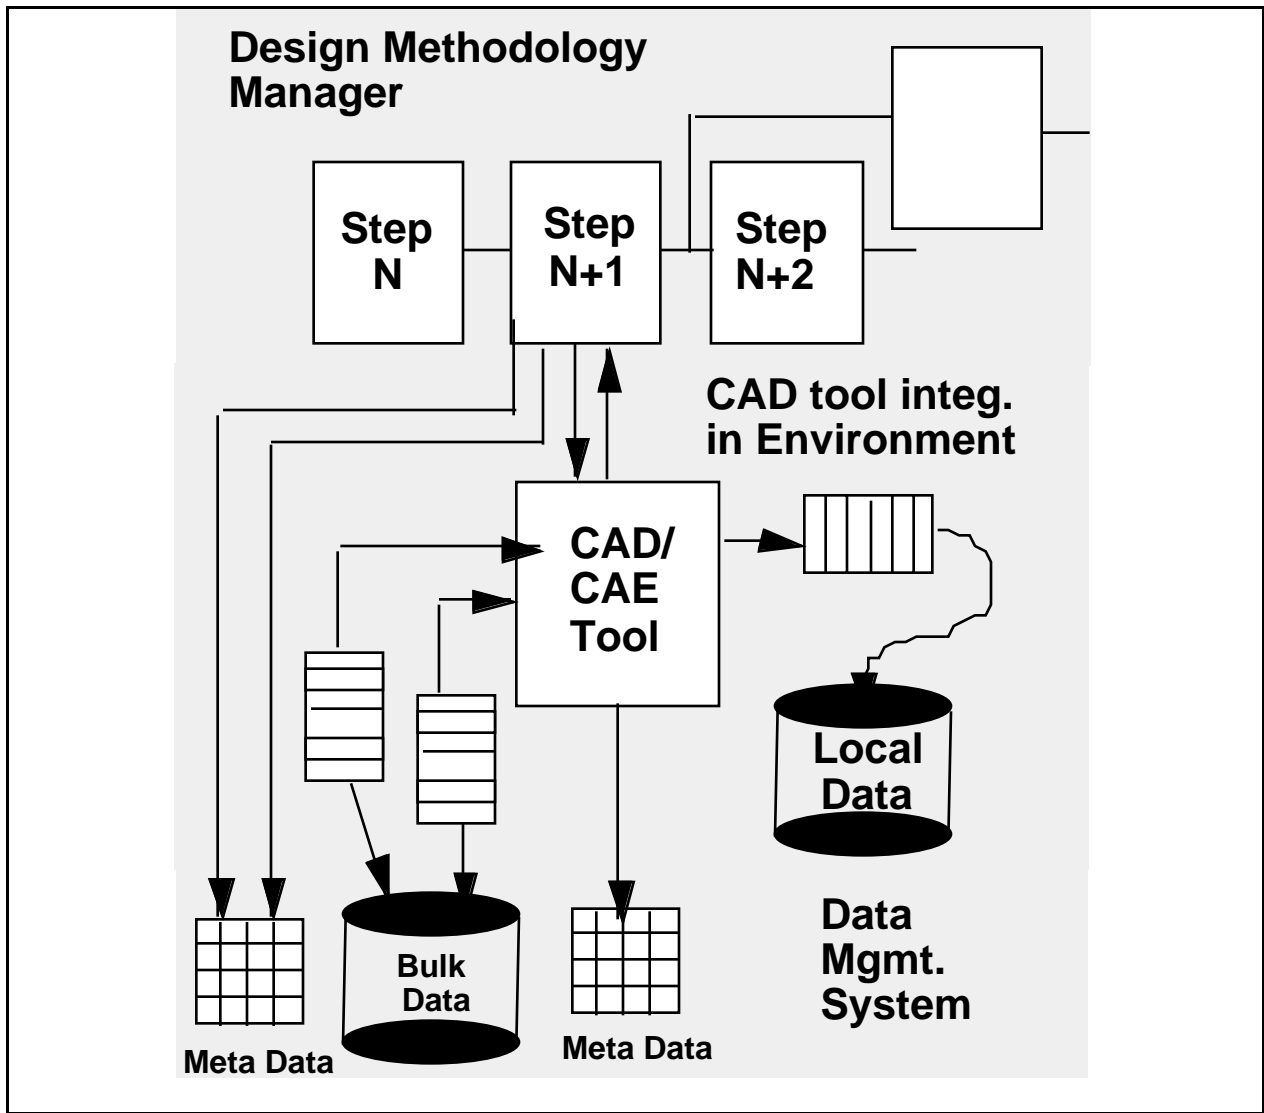 Design Methodology
Manager
Step
N
Step
N+1
Step
N+2
CAD tool integ.
in Environment
CAD/
CAE
Tool
Local
Data
Bulk
Data
Data
Mgmt.
System
Meta Data
Meta Data